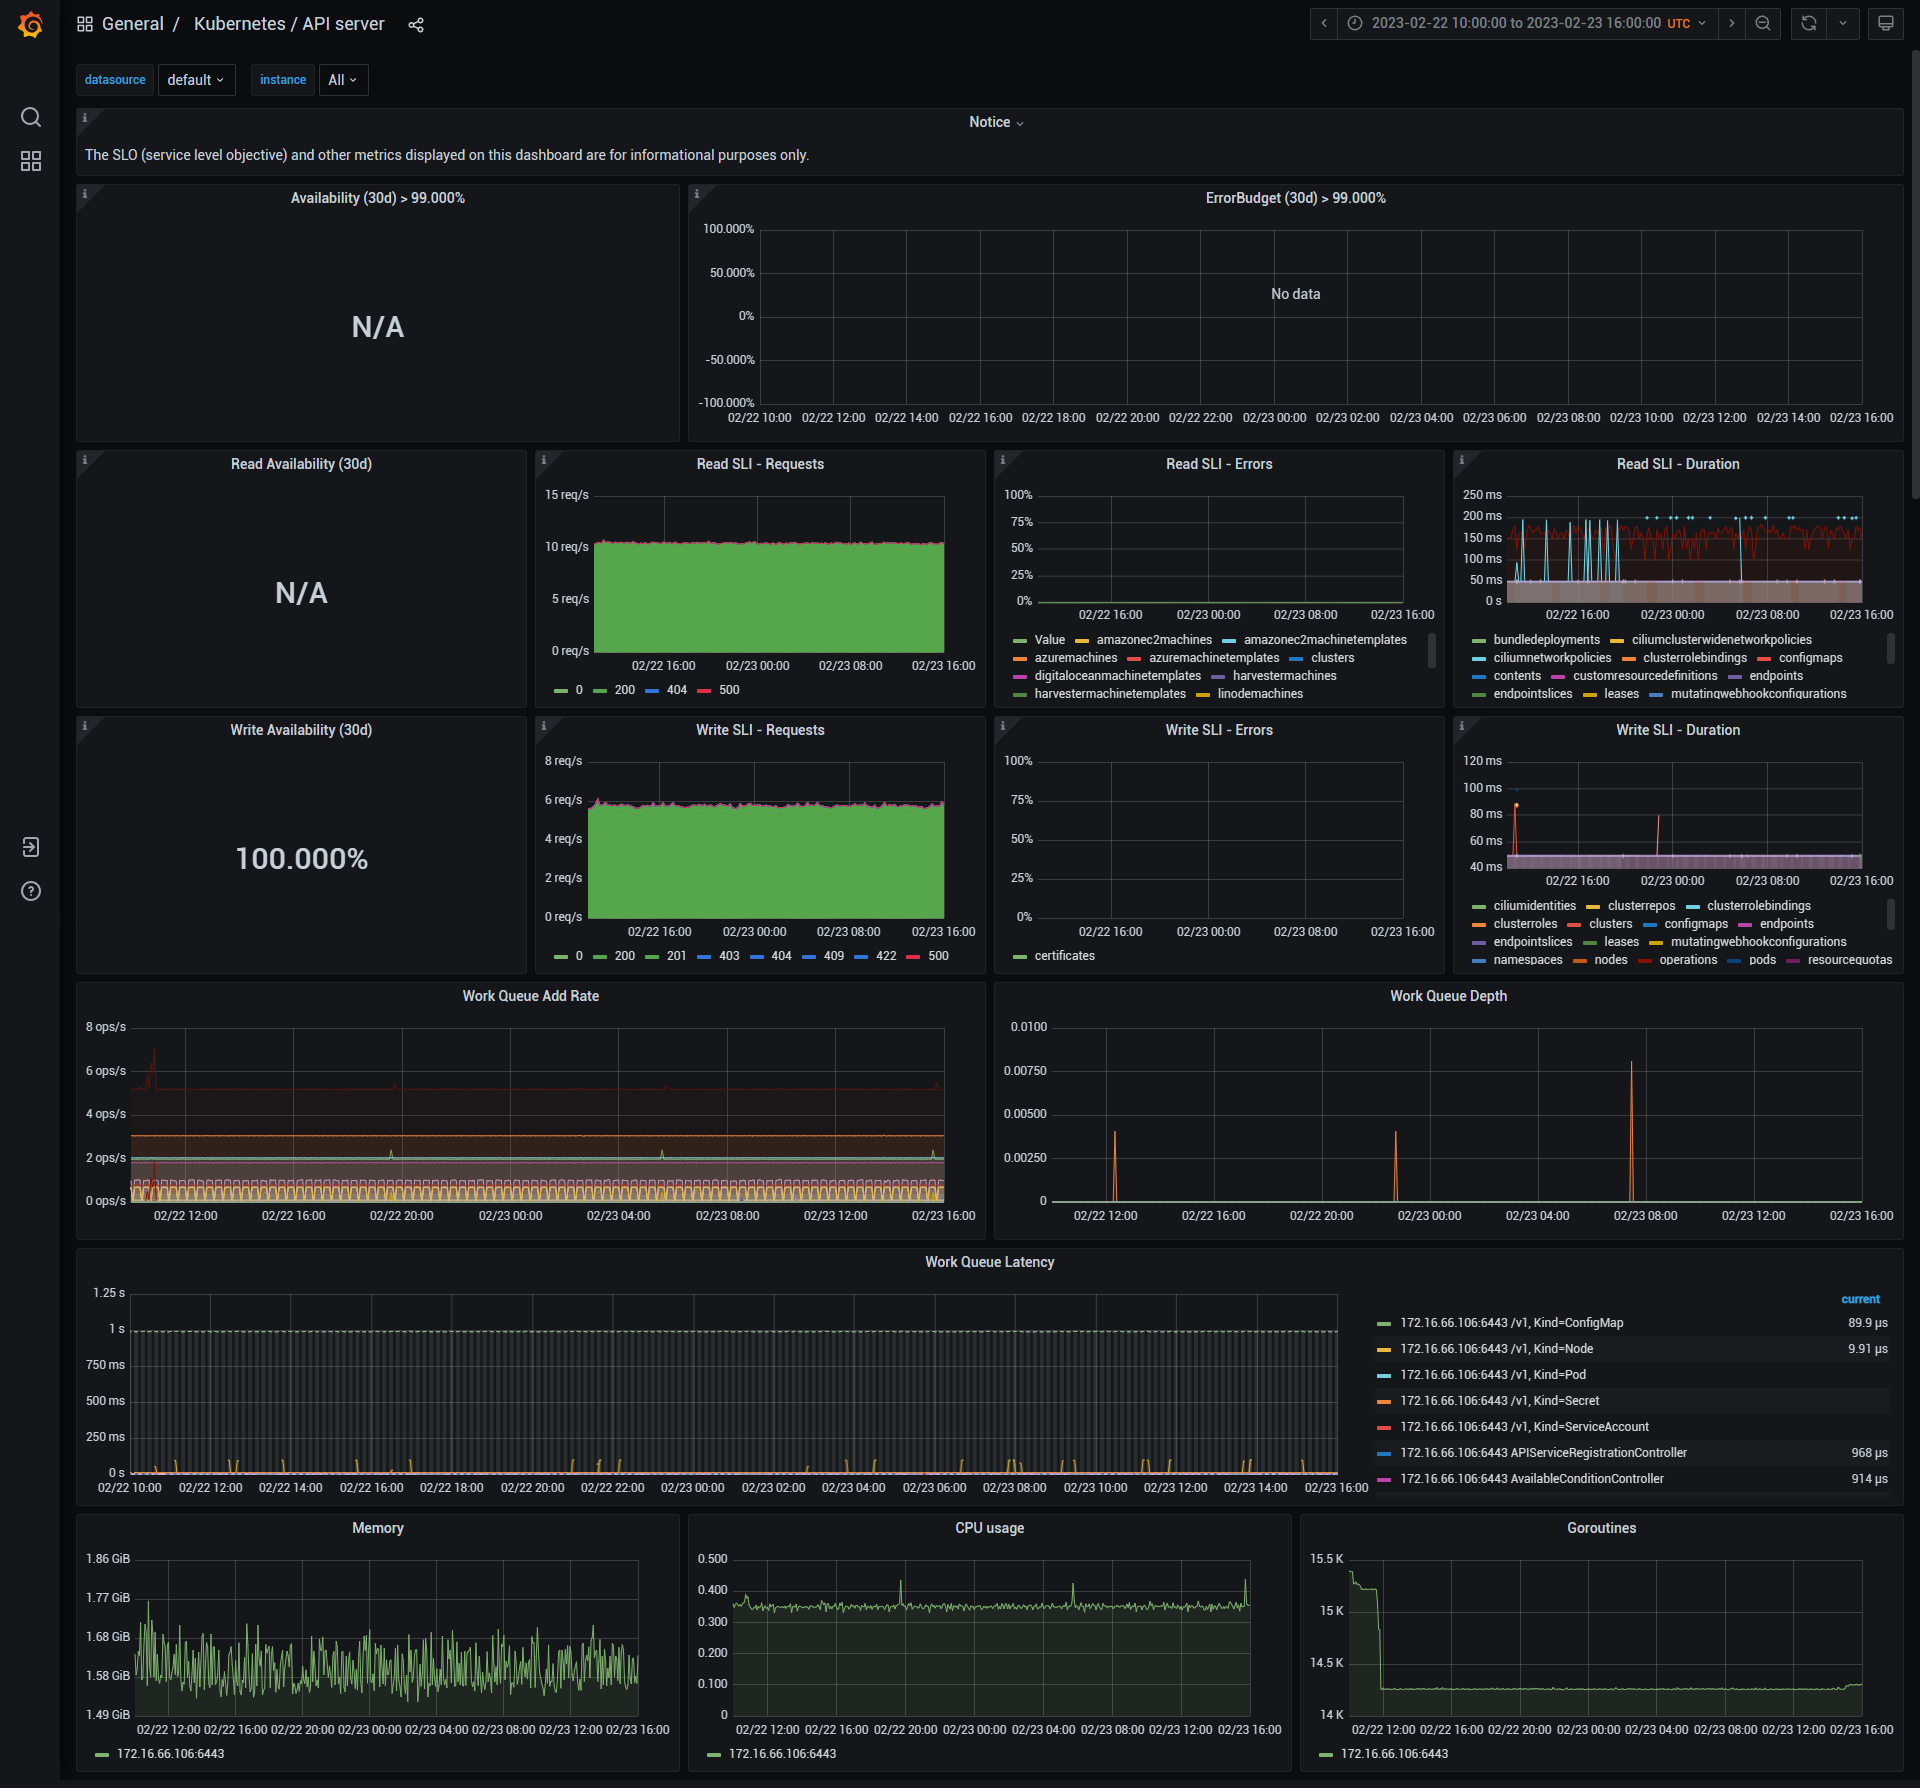 General / Kubernetes / API server
2023-02-22 10:00:00 to 2023-02-23 16:00:00 UTC
datasource default instance All
Notice
The SLO (service level objective) and other metrics displayed on this dashboard are for informational purposes only.
Availability (30d) > 99.000%
N/A
ErrorBudget (30d) > 99.000%
100.000%
50.000%
0%
-50.000%
-100.000%
No data
02/22 10:00 02/22 12:00 02/22 14:00 02/22 16:00 02/22 18:00 02/22 20:00 02/22 22:00 02/23 00:00 02/23 02:00 02/23 04:00 02/23 06:00 02/23 08:00 02/23 10:00 02/23 12:00 02/23 14:00 02/23 16:00
Read Availability (30d)
N/A
Read SLI - Requests
15 req/s
10 req/s
5 req/s
0 req/s
02/22 16:00 02/23 00:00 02/23 08:00 02/23 16:00
0 200 404 500
Read SLI - Errors
100%
75%
50%
25%
0%
02/22 16:00 02/23 00:00 02/23 08:00 02/23 16:00
Value amazonec2machines amazonec2machinetemplates
azuremachines azuremachinetemplates clusters
digitaloceanmachinetemplates harvestermachines
harvestermachinetemplates linodemachines
Read SLI - Duration
250 ms
200 ms
150 ms
100 ms
50 ms
0 s
02/22 16:00 02/23 00:00 02/23 08:00 02/23 16:00
bundledeployments ciliumclusterwidenetworkpolicies
ciliumnetworkpolicies clusterrolebindings configmaps
contents customresourcedefinitions endpoints
endpointslices leases mutatingwebhookconfigurations
Write Availability (30d)
100.000%
Write SLI - Requests
8 req/s
6 req/s
4 req/s
2 req/s
0 req/s
02/22 16:00 02/23 00:00 02/23 08:00 02/23 16:00
0 200 201 403 404 409 422 500
Write SLI - Errors
100%
75%
50%
25%
0%
02/22 16:00 02/23 00:00 02/23 08:00 02/23 16:00
certificates
Write SLI - Duration
120 ms
100 ms
80 ms
60 ms
40 ms
02/22 16:00 02/23 00:00 02/23 08:00 02/23 16:00
ciliumidentities clusterrepos clusterrolebindings
clusterroles clusters configmaps endpoints
endpointslices leases mutatingwebhookconfigurations
namespaces nodes operations pods resourcequotas
Work Queue Add Rate
8 ops/s
6 ops/s
4 ops/s
2 ops/s
0 ops/s
02/22 12:00 02/22 16:00 02/22 20:00 02/23 00:00 02/23 04:00 02/23 08:00 02/23 12:00 02/23 16:00
Work Queue Depth
0.0100
0.00750
0.00500
0.00250
0
02/22 12:00 02/22 16:00 02/22 20:00 02/23 00:00 02/23 04:00 02/23 08:00 02/23 12:00 02/23 16:00
Work Queue Latency
1.25 s
1 s
750 ms
500 ms
250 ms
0 s
02/22 10:00 02/22 12:00 02/22 14:00 02/22 16:00 02/22 18:00 02/22 20:00 02/22 22:00 02/23 00:00 02/23 02:00 02/23 04:00 02/23 06:00 02/23 08:00 02/23 10:00 02/23 12:00 02/23 14:00 02/23 16:00
current
172.16.66.106:6443 /v1, Kind=ConfigMap 89.9 µs
172.16.66.106:6443 /v1, Kind=Node 9.91 µs
172.16.66.106:6443 /v1, Kind=Pod
172.16.66.106:6443 /v1, Kind=Secret
172.16.66.106:6443 /v1, Kind=ServiceAccount
172.16.66.106:6443 APIServiceRegistrationController 968 µs
172.16.66.106:6443 AvailableConditionController 914 µs
Memory
1.86 GiB
1.77 GiB
1.68 GiB
1.58 GiB
1.49 GiB
02/22 12:00 02/22 16:00 02/22 20:00 02/23 00:00 02/23 04:00 02/23 08:00 02/23 12:00 02/23 16:00
172.16.66.106:6443
CPU usage
0.500
0.400
0.300
0.200
0.100
0
02/22 12:00 02/22 16:00 02/22 20:00 02/23 00:00 02/23 04:00 02/23 08:00 02/23 12:00 02/23 16:00
172.16.66.106:6443
Goroutines
15.5 K
15 K
14.5 K
14 K
02/22 12:00 02/22 16:00 02/22 20:00 02/23 00:00 02/23 04:00 02/23 08:00 02/23 12:00 02/23 16:00
172.16.66.106:6443